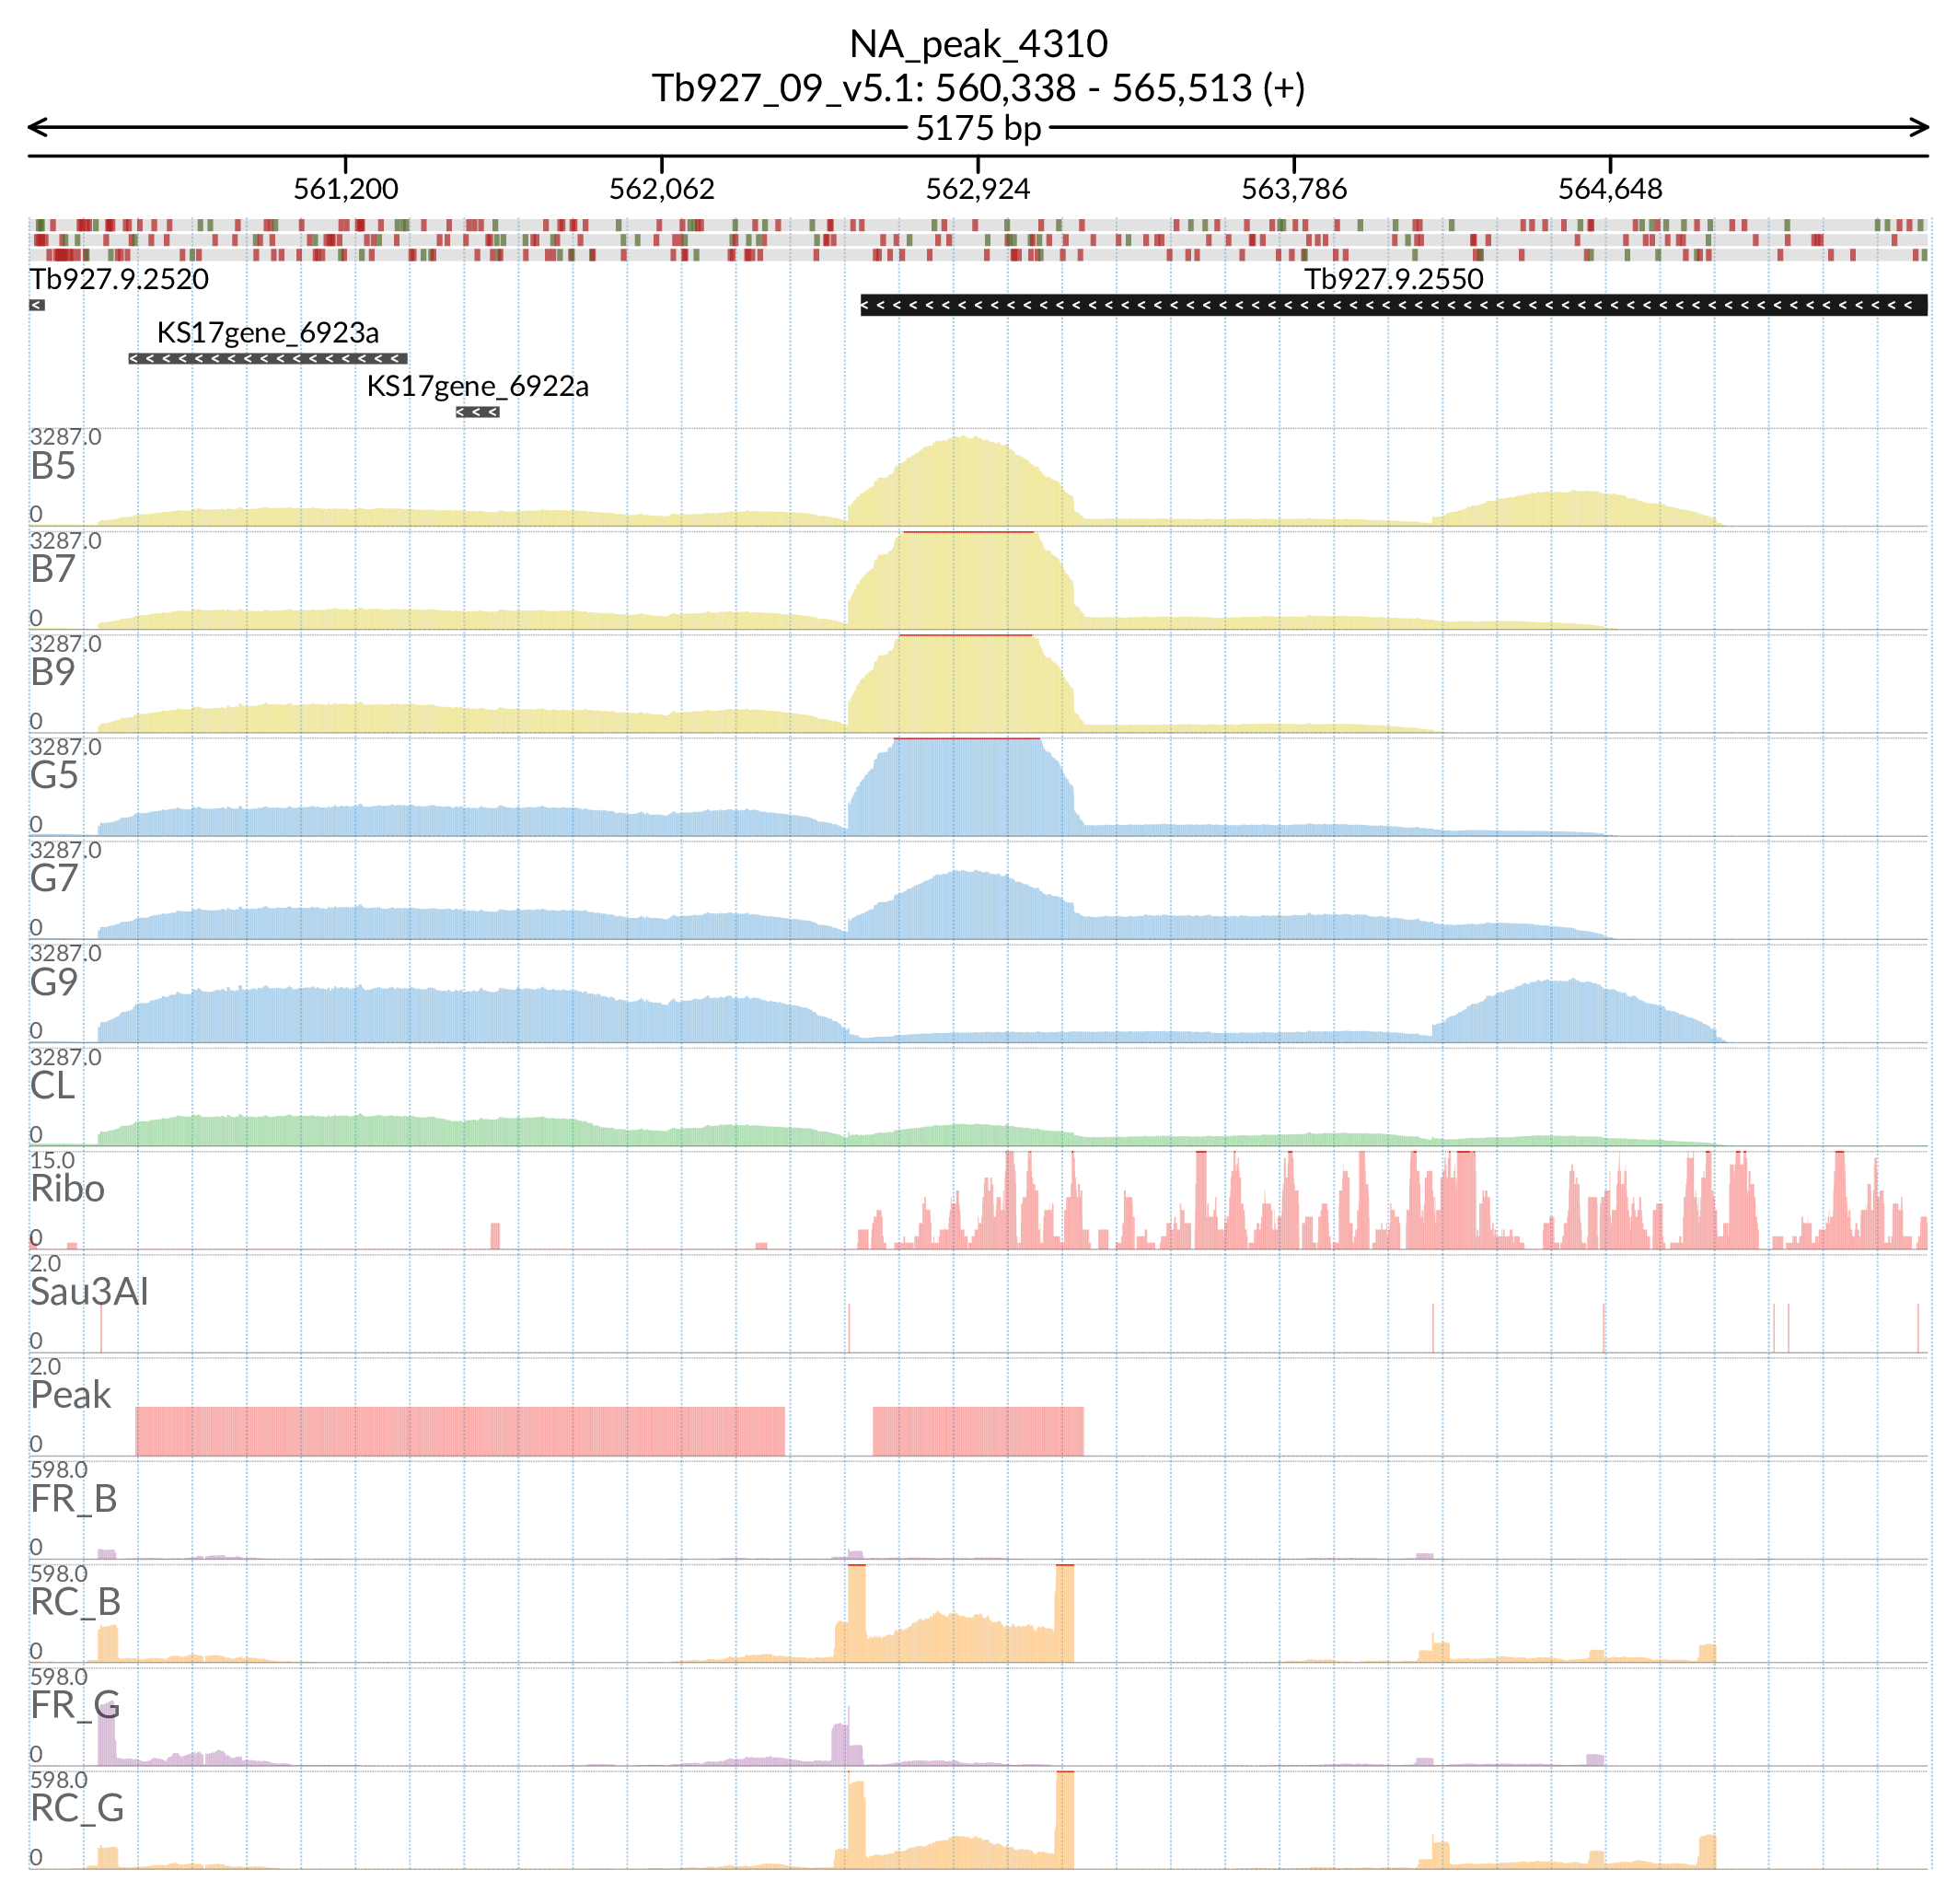 NA_peak_4310
Tb927_09_v5.1: 560,338 - 565,513 (+)
5175 bp
561,200 562,062 562,924 563,786 564,648
Tb927.9.2520 Tb927.9.2550
KS17gene_6923a
KS17gene_6922a
3287.0
B5
0
3287.0
B7
0
3287.0
B9
0
3287.0
G5
0
3287.0
G7
0
3287.0
G9
0
3287.0
CL
0
15.0
Ribo
0
2.0
Sau3AI
0
2.0
Peak
0
598.0
FR_B
0
598.0
RC_B
0
598.0
FR_G
0
598.0
RC_G
0